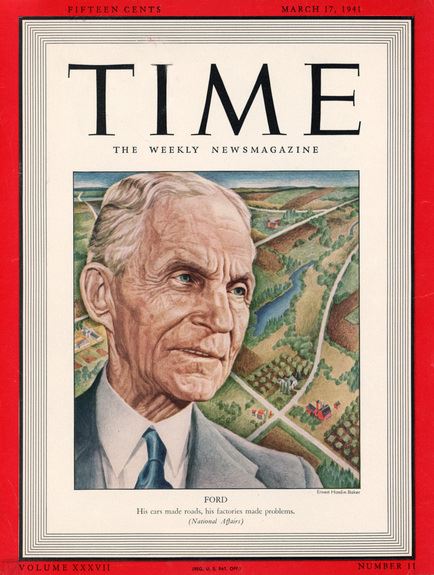 FIFTEEN CENTS MARCH 17, 1941
TIME
THE WEEKLY NEWSMAGAZINE
Ernest Hamlin Baker
FORD
His cars made roads, his factories made problems.
(National Affairs)
VOLUME XXXVII (REG. U. S. PAT. OFF.) NUMBER 11